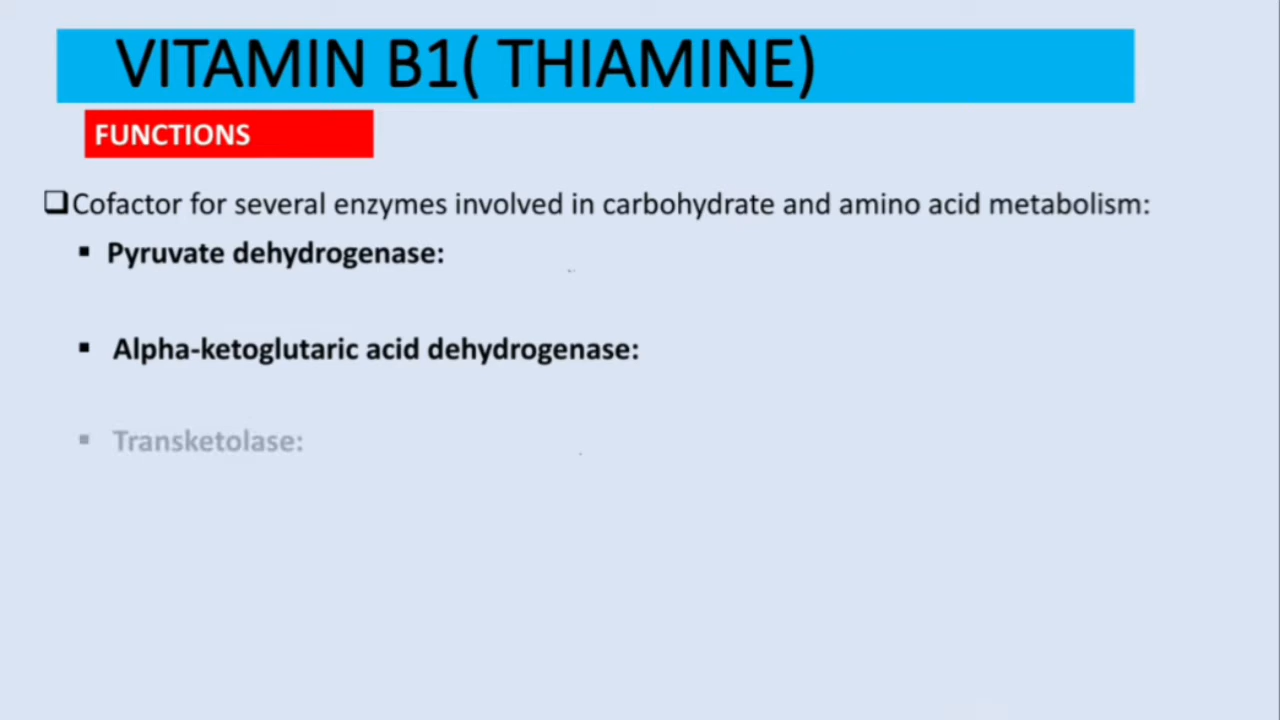 VITAMIN B1( THIAMINE)
FUNCTIONS
Cofactor for several enzymes involved in carbohydrate and amino acid metabolism:
Pyruvate dehydrogenase:
Alpha-ketoglutaric acid dehydrogenase:
Transketolase: